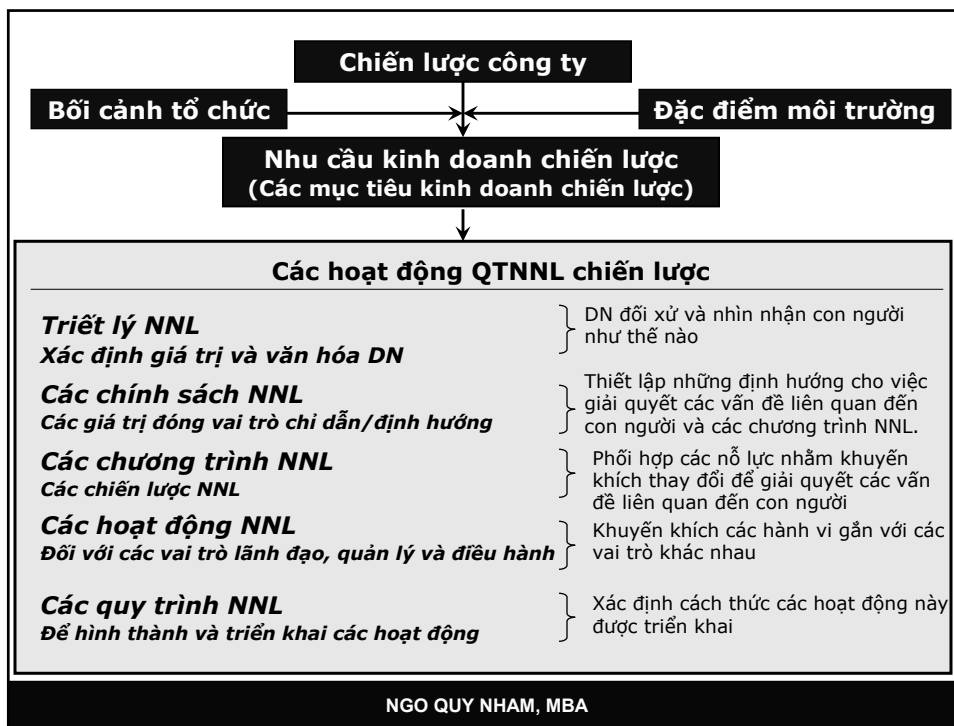 Chiến lược công ty
Bối cảnh tổ chức
Đặc điểm môi trường
Nhu cầu kinh doanh chiến lược
(Các mục tiêu kinh doanh chiến lược)
Các hoạt động QTNNL chiến lược
Triết lý NNL
Xác định giá trị và văn hóa DN
DN đối xử và nhìn nhận con người
như thế nào
Các chính sách NNL
Các giá trị đóng vai trò chỉ dẫn/định hướng
Thiết lập những định hướng cho việc
giải quyết các vấn đề liên quan đến
con người và các chương trình NNL.
Các chương trình NNL
Các chiến lược NNL
Phối hợp các nỗ lực nhằm khuyến
khích thay đổi để giải quyết các vấn
đề liên quan đến con người
Các hoạt động NNL
Đối với các vai trò lãnh đạo, quản lý và điều hành
Khuyến khích các hành vi gắn với các
vai trò khác nhau
Các quy trình NNL
Để hình thành và triển khai các hoạt động
Xác định cách thức các hoạt động này
được triển khai
NGO QUY NHAM, MBA